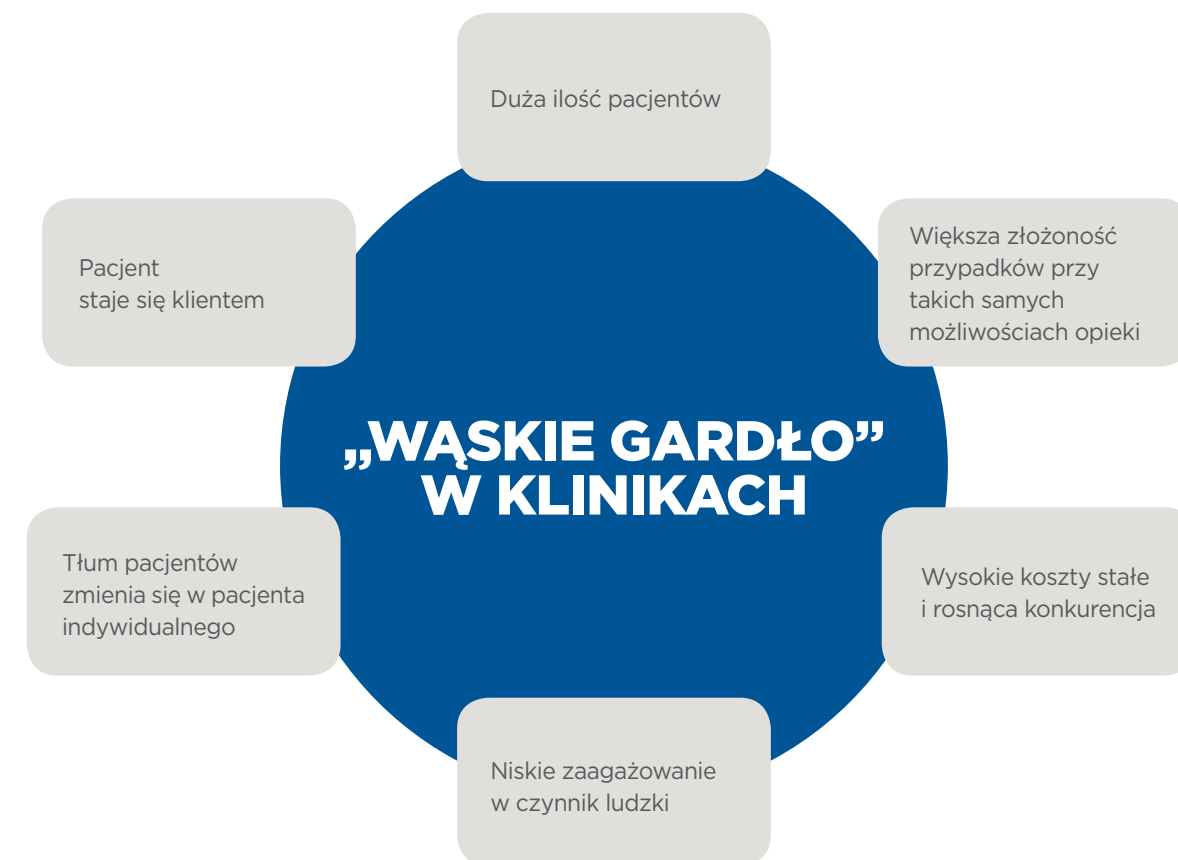 Duża ilość pacjentów
Większa złożoność
przypadków przy
takich samych
możliwościach opieki
Wysokie koszty stałe
i rosnąca konkurencja
Niskie zaagażowanie
w czynnik ludzki
Tłum pacjentów
zmienia się w pacjenta
indywidualnego
Pacjent
staje się klientem
„WĄSKIE GARDŁO”
W KLINIKACH